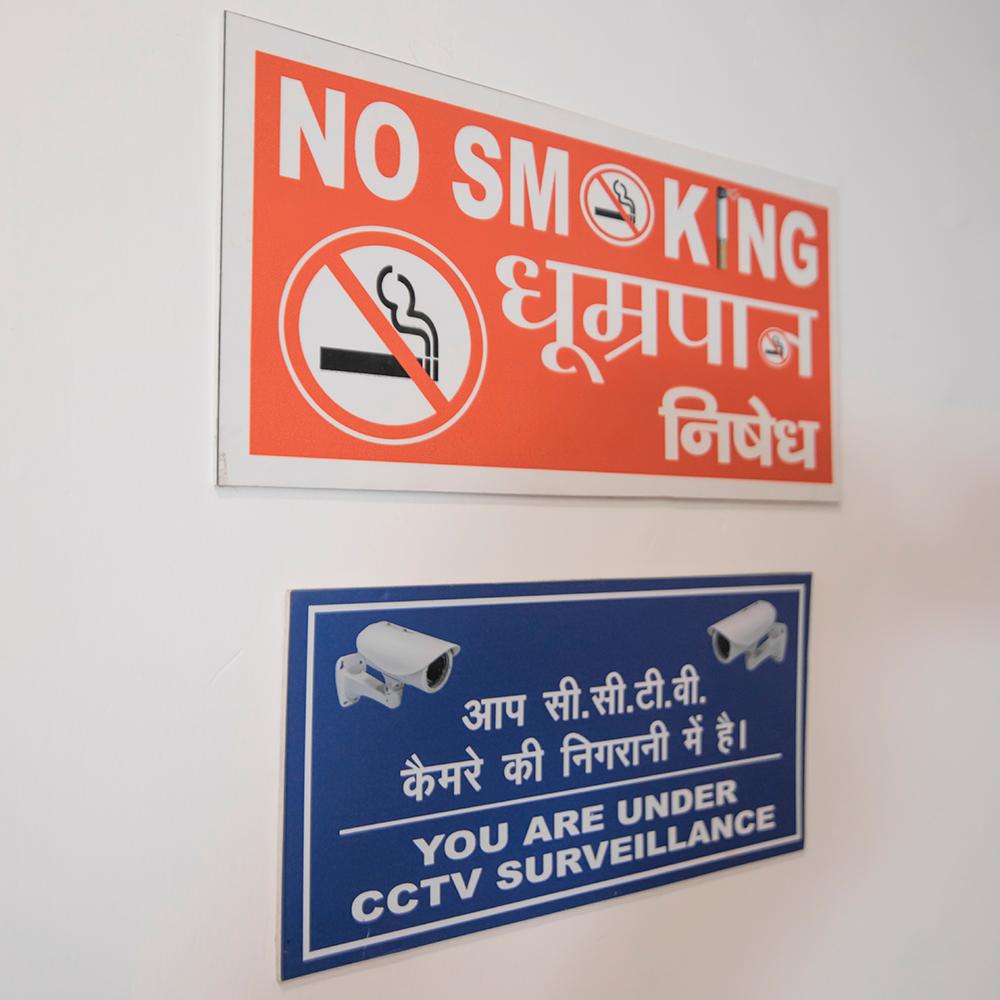 NO SMOKING
धूम्रपान
निषेध
आप सी.सी.टी.वी.
कैमरे की निगरानी में है।
YOU ARE UNDER
CCTV SURVEILLANCE